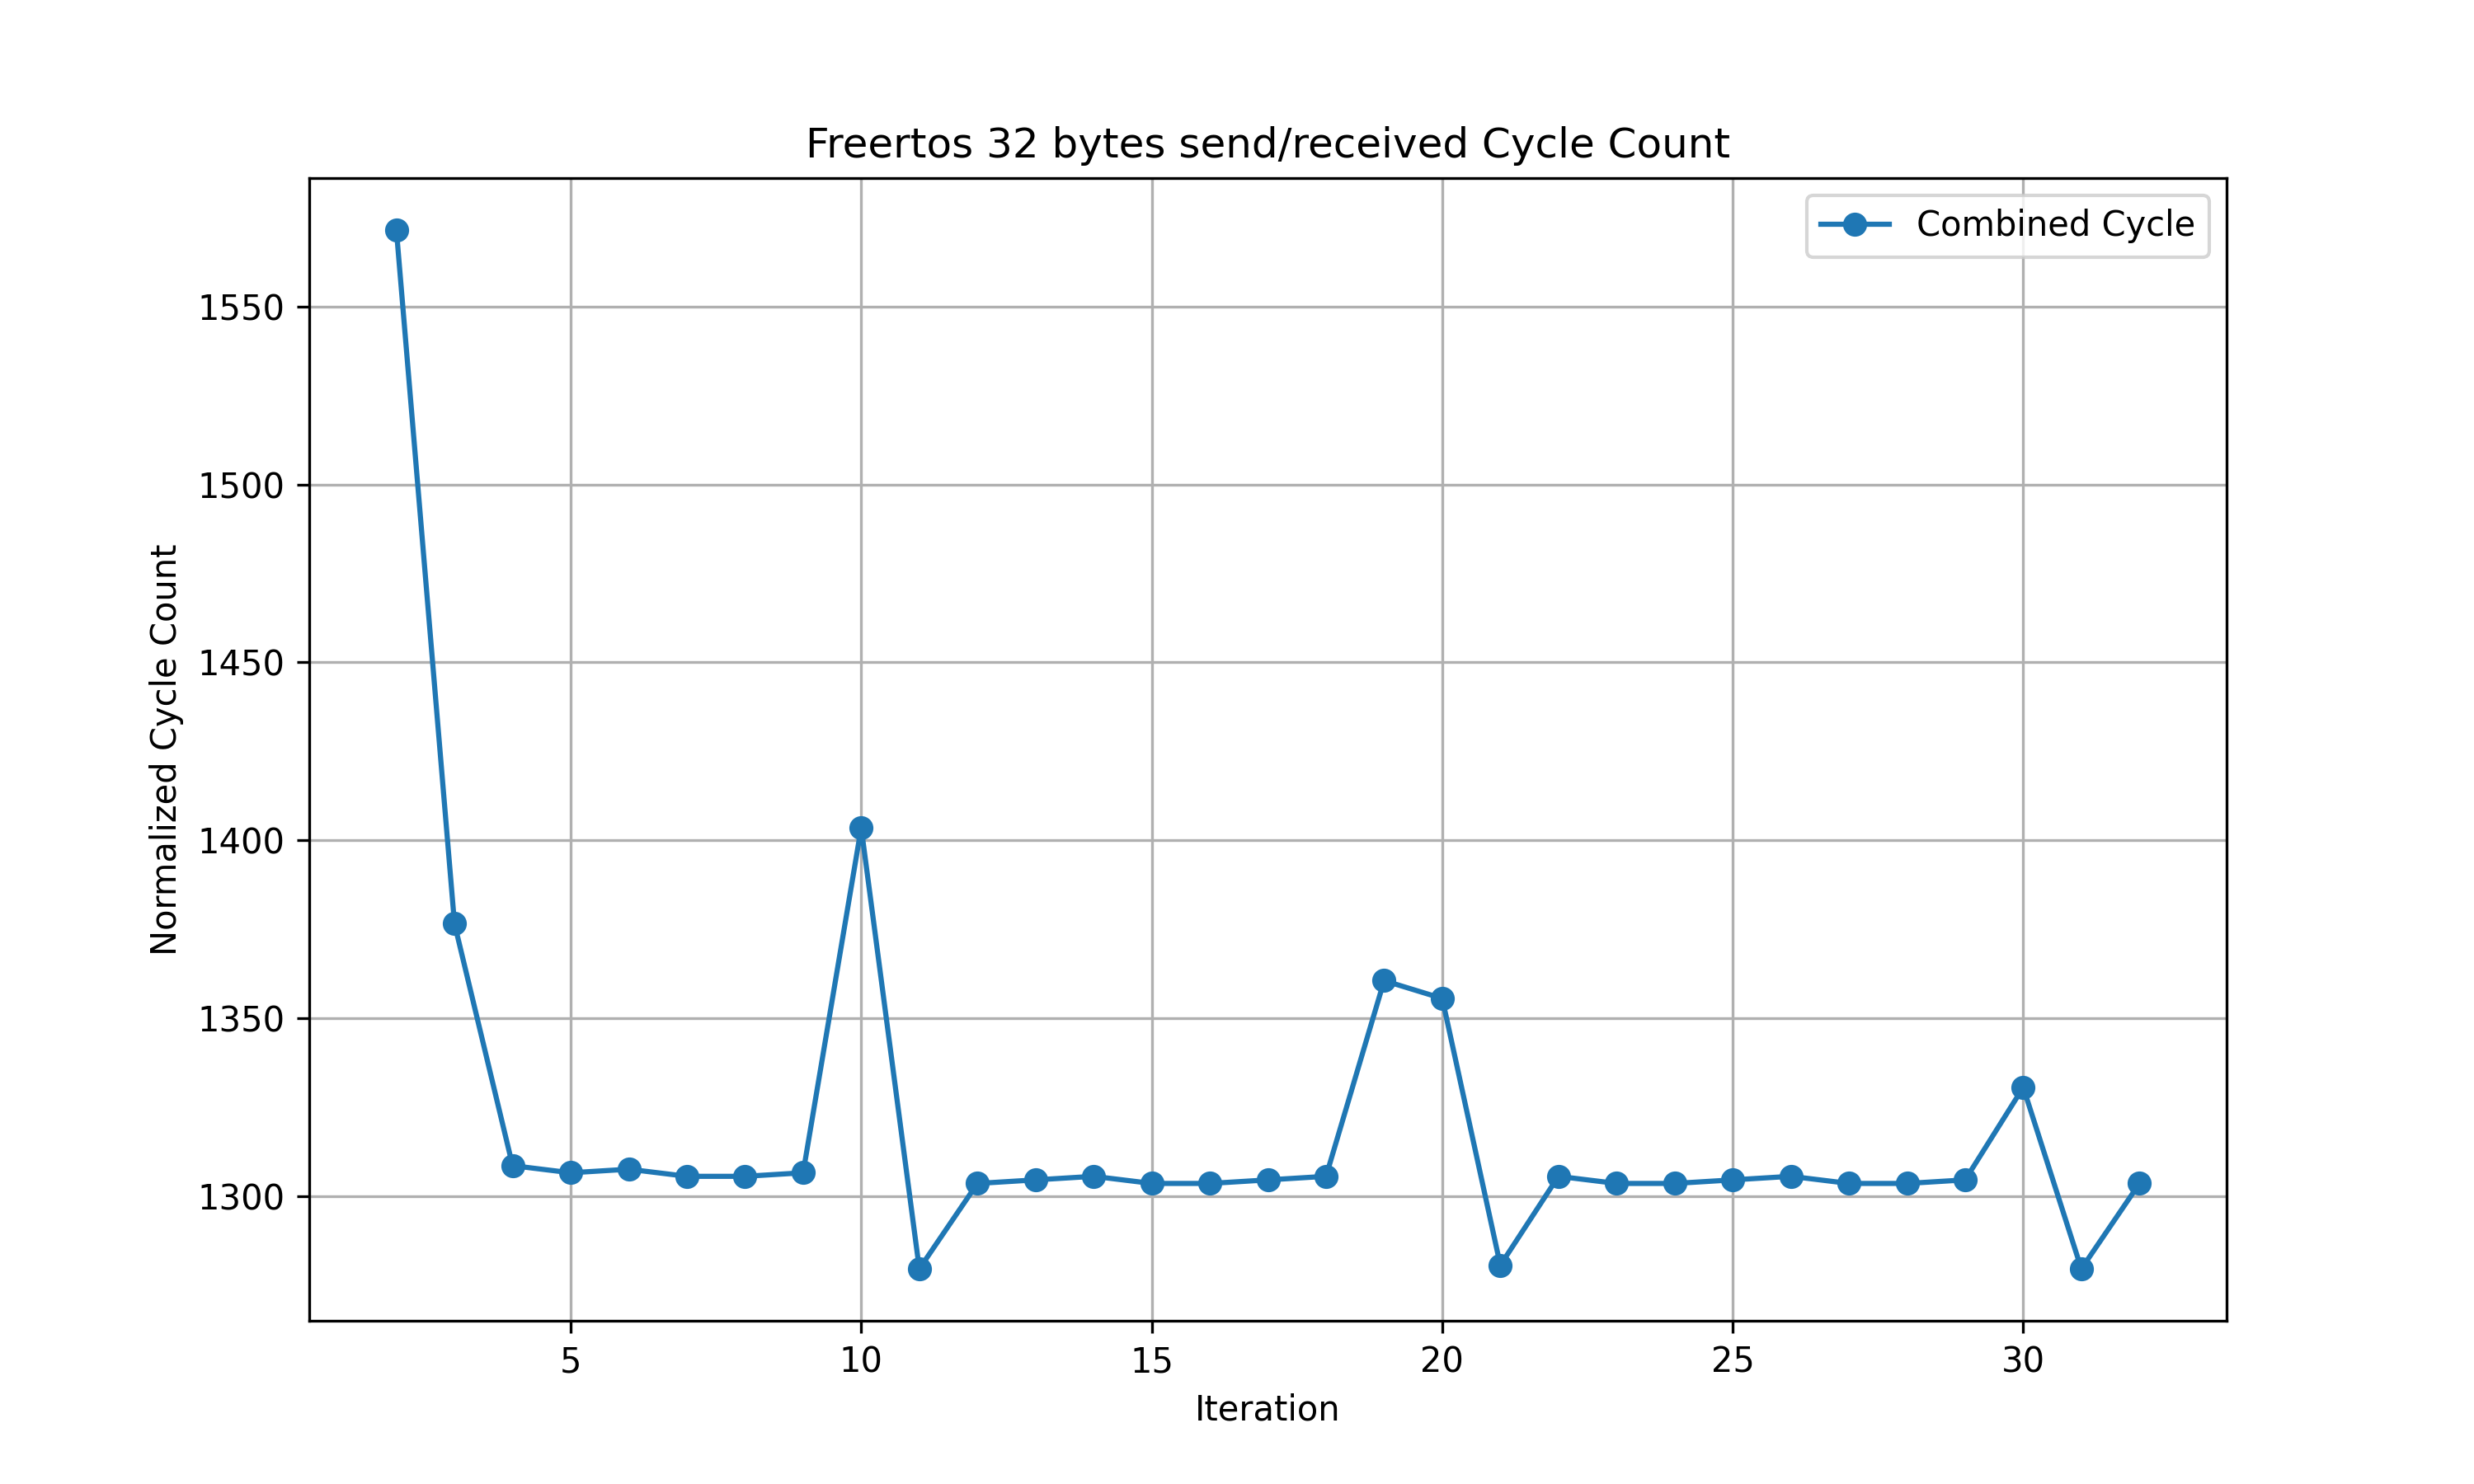 Freertos 32 bytes send/received Cycle Count
Combined Cycle
Normalized Cycle Count
1550
1500
1450
1400
1350
1300
5 10 15 20 25 30
Iteration